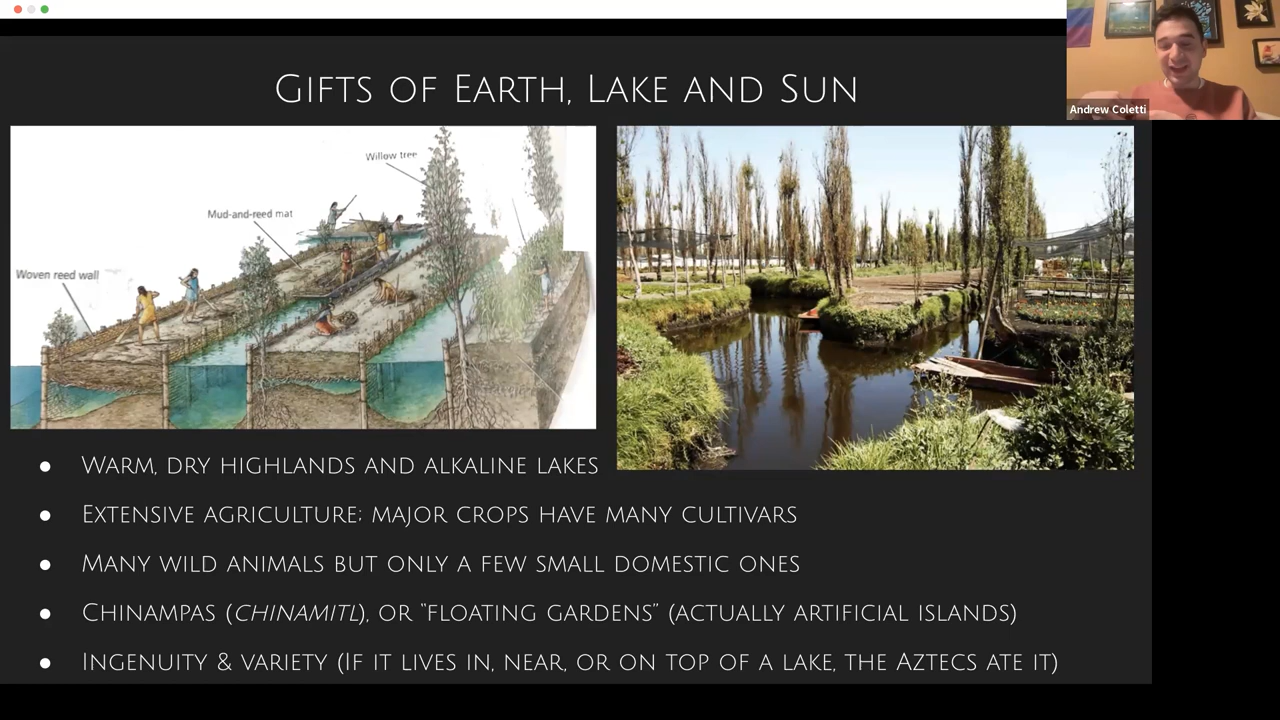 Andrew Coletti
Gifts of Earth, Lake and Sun
Willow tree
Mud-and-reed mat
Woven reed wall
● Warm, dry highlands and alkaline lakes
● Extensive agriculture; major crops have many cultivars
● Many wild animals but only a few small domestic ones
● Chinampas (chinamitl), or “floating gardens” (actually artificial islands)
● Ingenuity & variety (If it lives in, near, or on top of a lake, the Aztecs ate it)